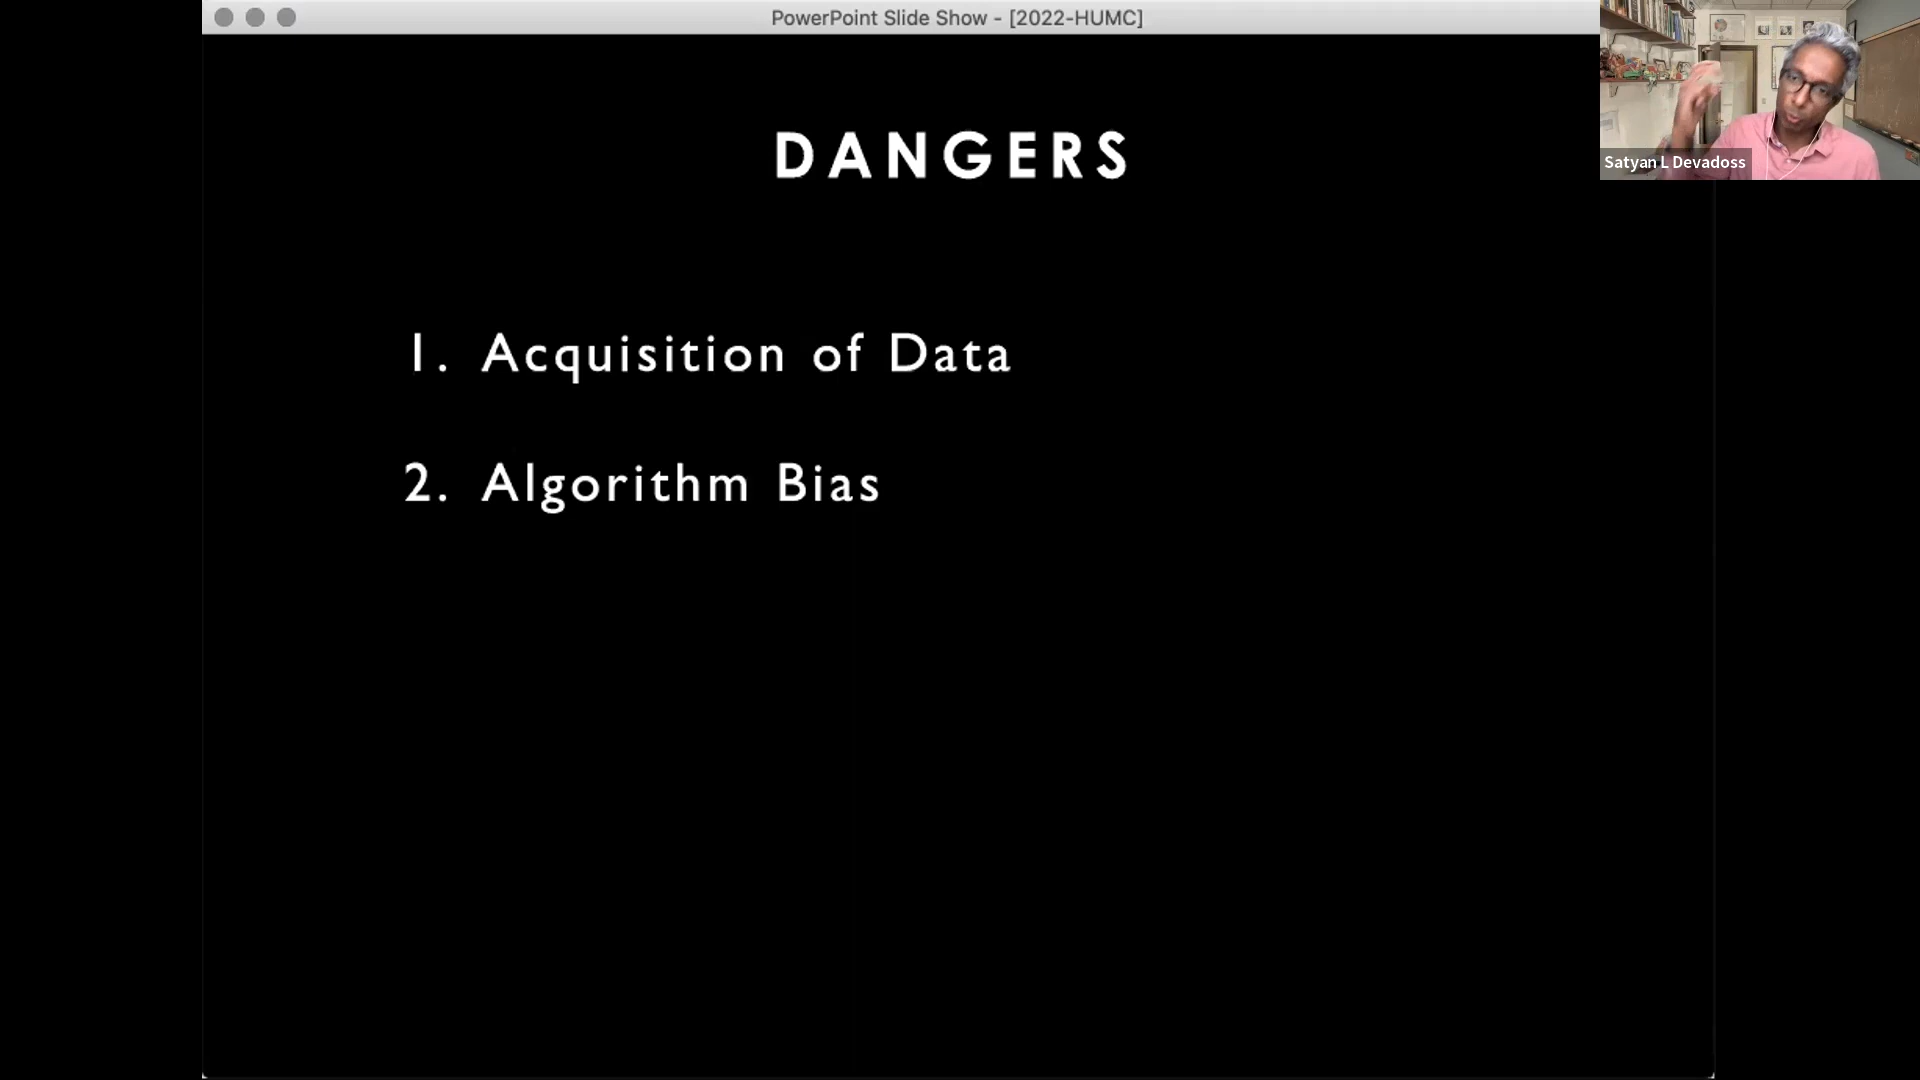 PowerPoint Slide Show - [2022-HUMC]
Satyan L Devadoss
DANGERS
1. Acquisition of Data
2. Algorithm Bias